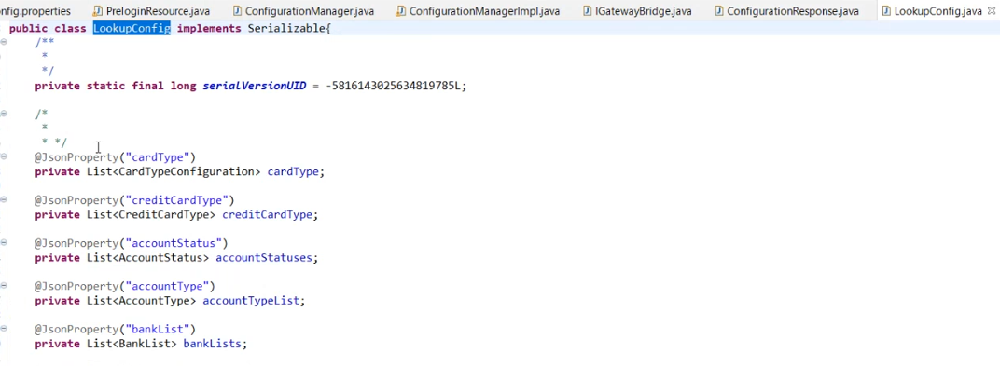 nfig.properties PreloginResource.java ConfigurationManager.java ConfigurationManagerImpl.java IGatewayBridge.java ConfigurationResponse.java LookupConfig.java
public class LookupConfig implements Serializable{
/**
*
*/
private static final long serialVersionUID = -5816143025634819785L;
/*
*
* */
@JsonProperty("cardType")
private List<CardTypeConfiguration> cardType;
@JsonProperty("creditCardType")
private List<CreditCardType> creditCardType;
@JsonProperty("accountStatus")
private List<AccountStatus> accountStatuses;
@JsonProperty("accountType")
private List<AccountType> accountTypeList;
@JsonProperty("bankList")
private List<BankList> bankLists;